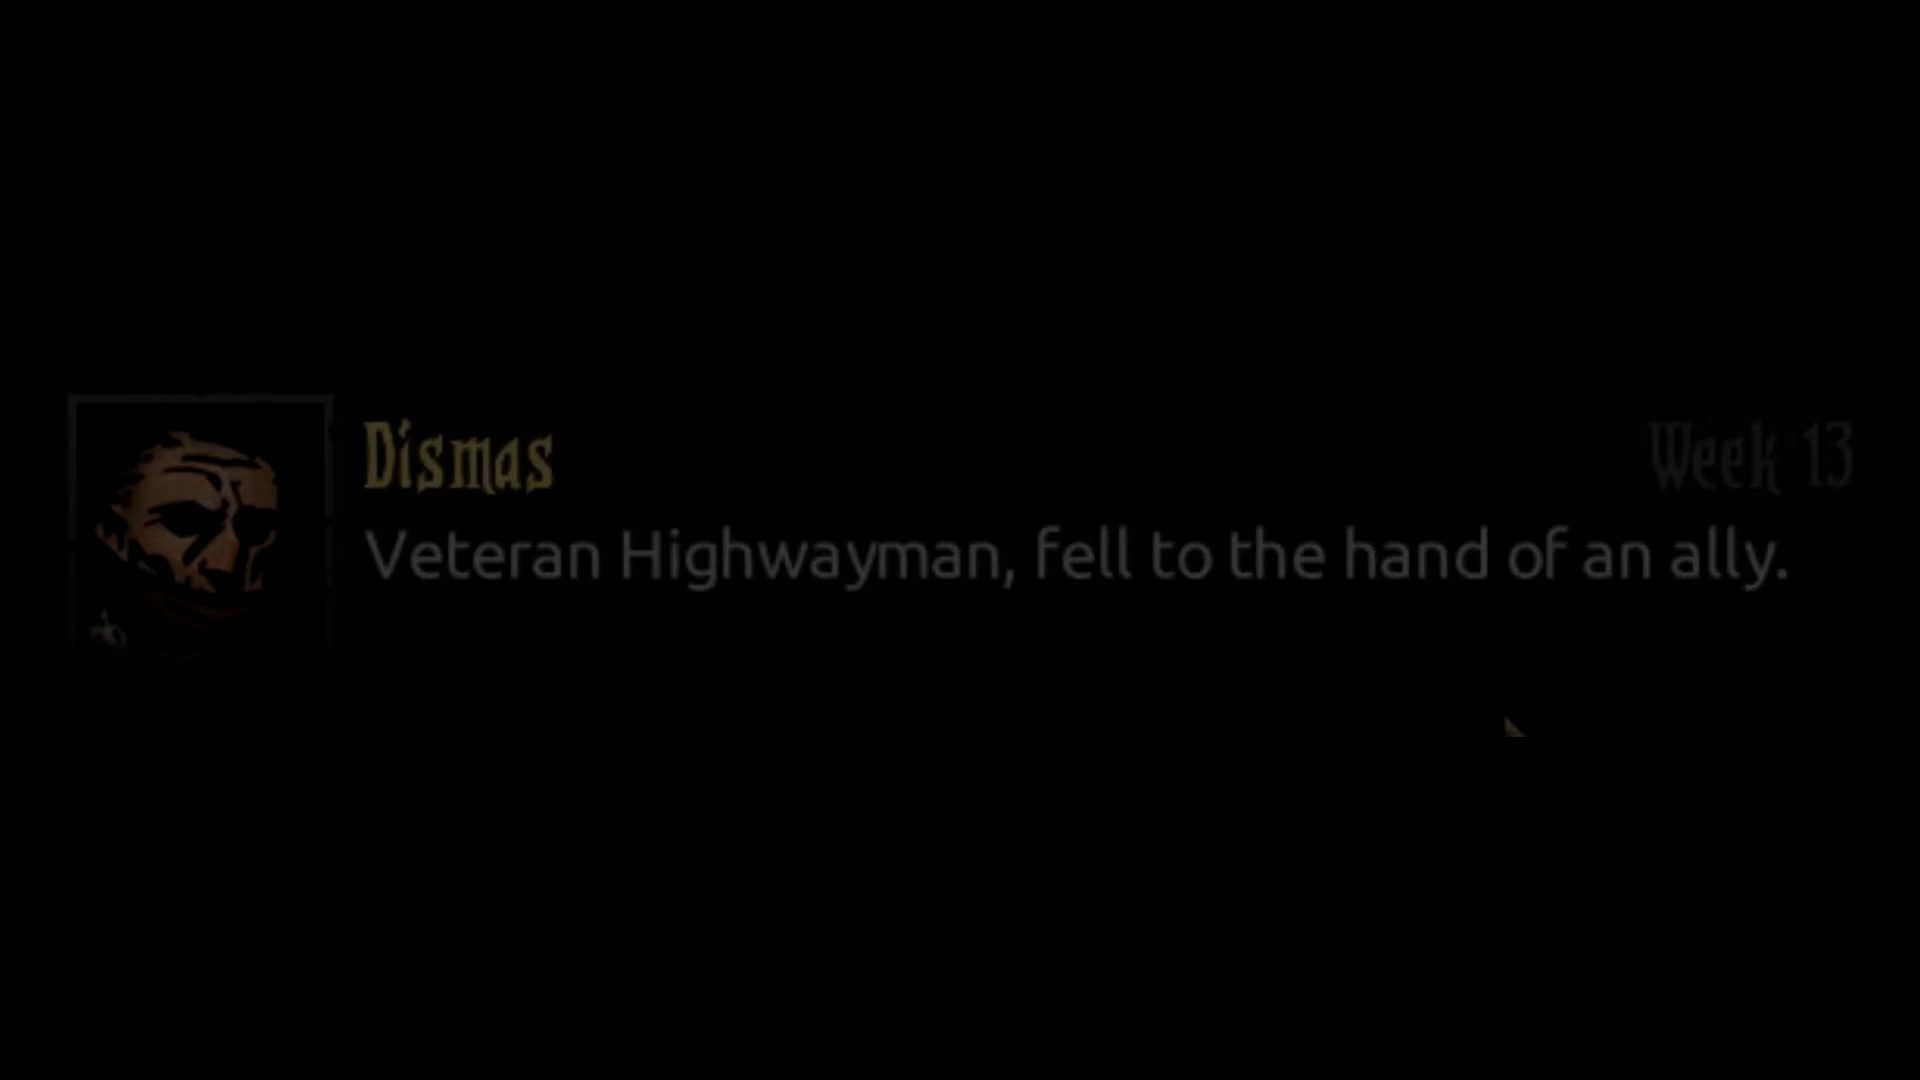 Dismas
Week 13
Veteran Highwayman, fell to the hand of an ally.